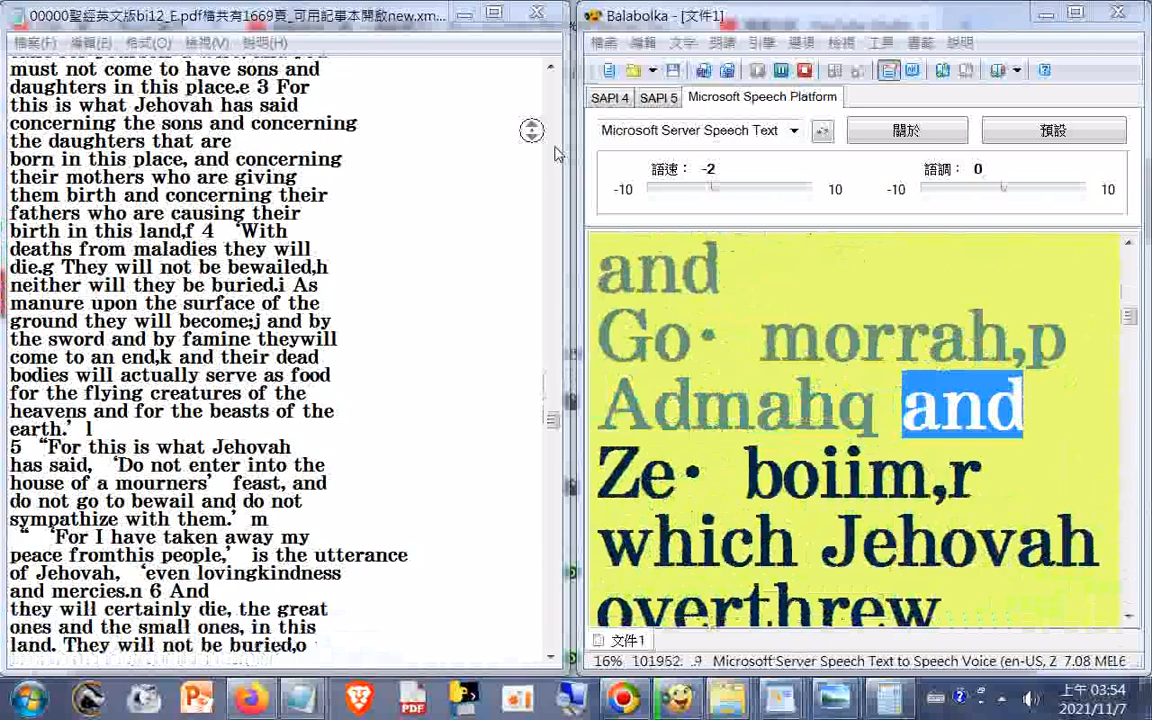 00000聖經英文版bi12_E.pdf檔共有1669頁_可用記事本開啟new.xm...
檔案(F) 編輯(E) 格式(O) 檢視(V) 說明(H)
must not come to have sons and
daughters in this place.e 3 For
this is what Jehovah has said
concerning the sons and concerning
the daughters that are
born in this place, and concerning
their mothers who are giving
them birth and concerning their
fathers who are causing their
birth in this land,f 4 ‘With
deaths from maladies they will
die.g They will not be bewailed,h
neither will they be buried.i As
manure upon the surface of the
ground they will become;j and by
the sword and by famine theywill
come to an end,k and their dead
bodies will actually serve as food
for the flying creatures of the
heavens and for the beasts of the
earth.’ l
5 “For this is what Jehovah
has said, ‘Do not enter into the
house of a mourners’ feast, and
do not go to bewail and do not
sympathize with them.’ m
“ ‘For I have taken away my
peace fromthis people,’ is the utterance
of Jehovah, ‘even lovingkindness
and mercies.n 6 And
they will certainly die, the great
ones and the small ones, in this
land. They will not be buried,o
Balabolka - [文件1]
檔案 編輯 文字 朗讀 引擎 選項 檢視 工具 書籤 說明
SAPI 4 SAPI 5 Microsoft Speech Platform
Microsoft Server Speech Text 關於 預設
語速： -2 語調： 0
-10 10 -10 10
and
Go· morrah,p
Admahq and
Ze· boiim,r
which Jehovah
overthrew
文件1
16% 101952. Microsoft Server Speech Text to Speech Voice (en-US, Z 7.08 МБ
PDF
上午 03:54
2021/11/7